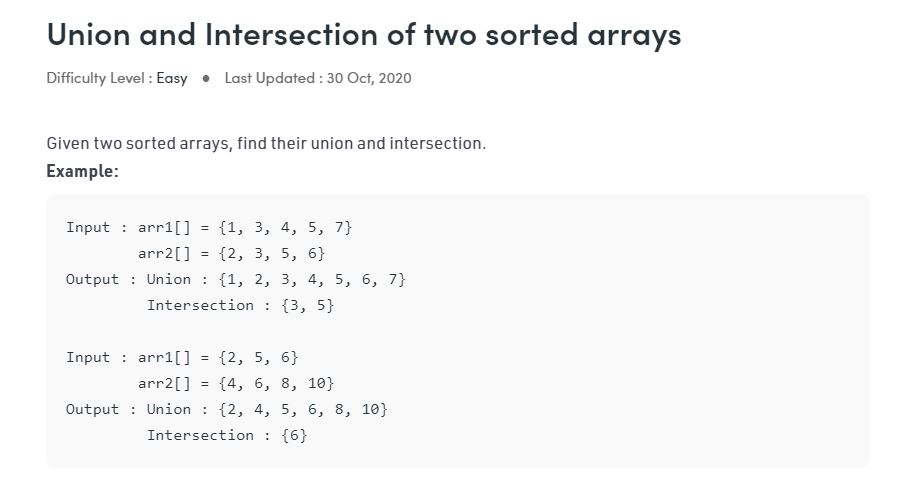 Union and Intersection of two sorted arrays
Difficulty Level : Easy ● Last Updated : 30 Oct, 2020
Given two sorted arrays, find their union and intersection.
Example:
Input : arr1[] = {1, 3, 4, 5, 7}
arr2[] = {2, 3, 5, 6}
Output : Union : {1, 2, 3, 4, 5, 6, 7}
Intersection : {3, 5}
Input : arr1[] = {2, 5, 6}
arr2[] = {4, 6, 8, 10}
Output : Union : {2, 4, 5, 6, 8, 10}
Intersection : {6}